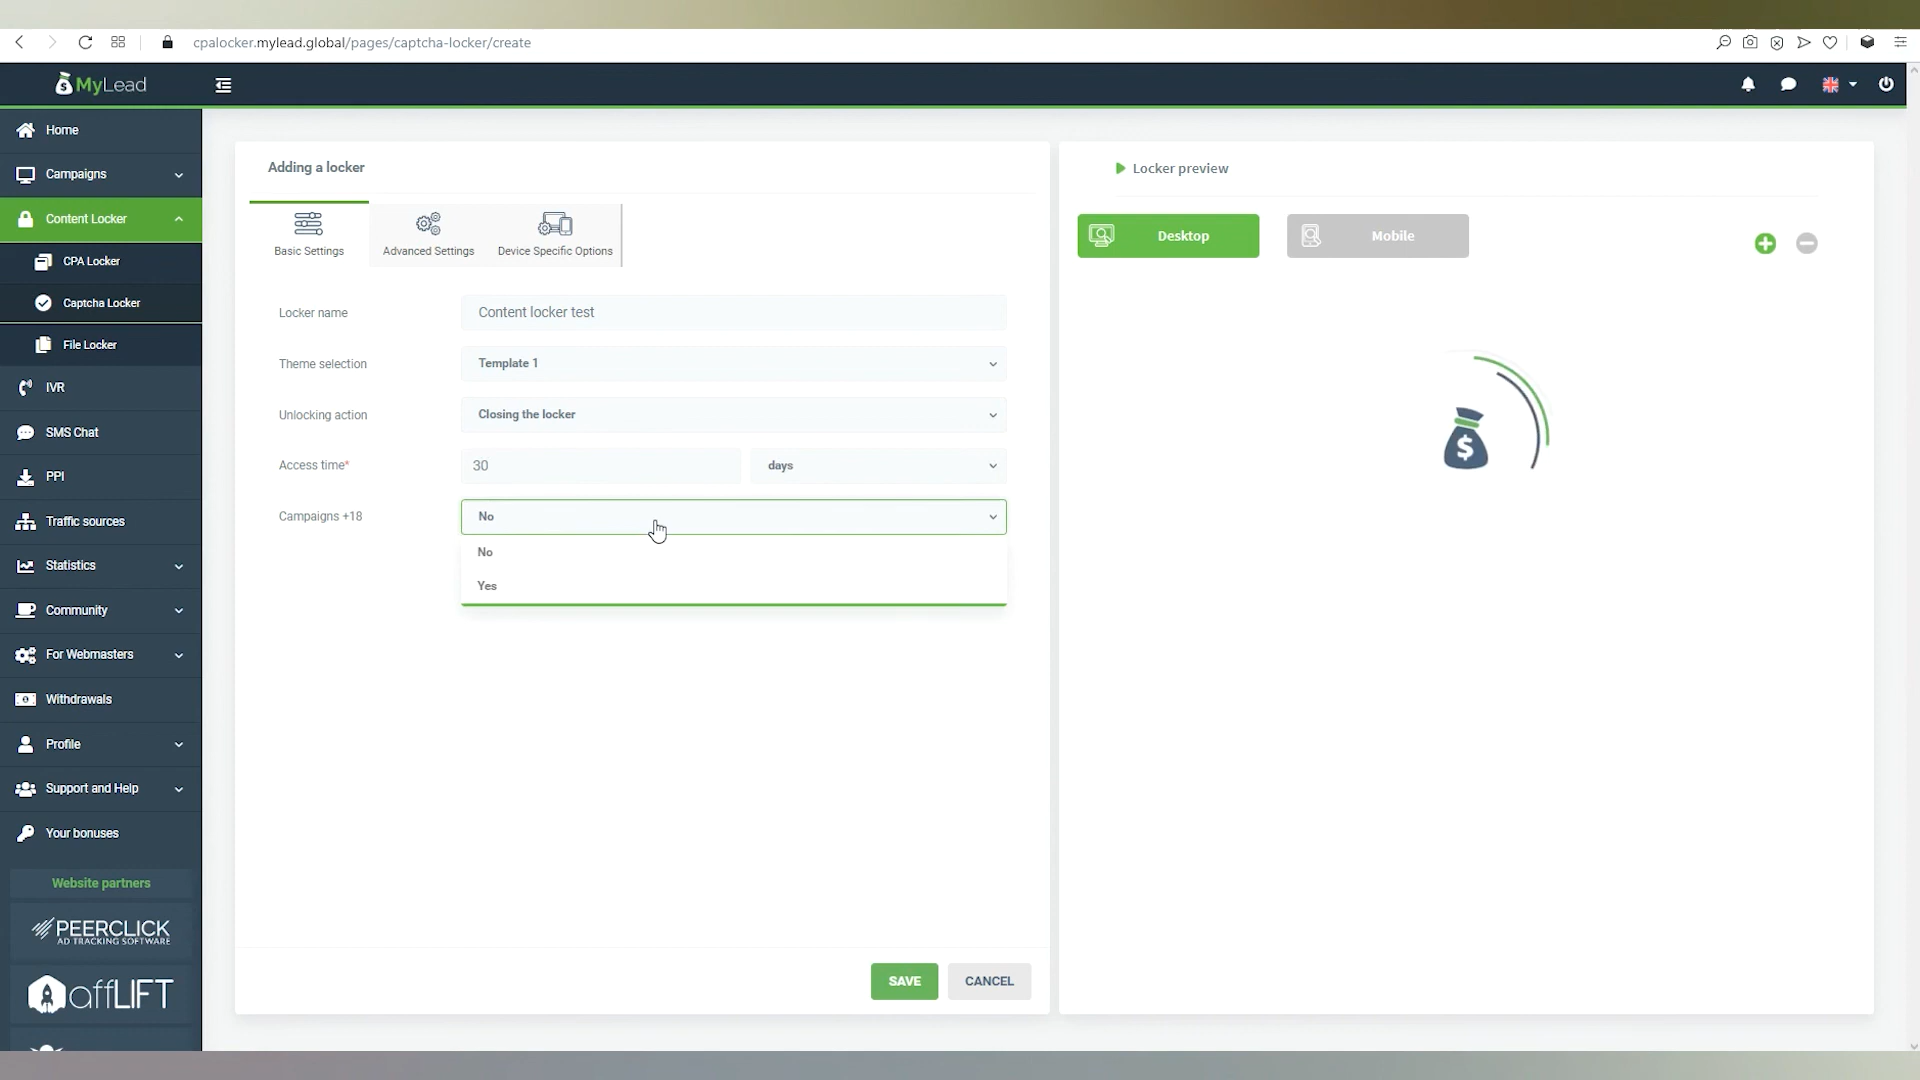 cpalocker.mylead.global/pages/captcha-locker/create
MyLead
Home
Campaigns
Content Locker
CPA Locker
Captcha Locker
File Locker
IVR
SMS Chat
PPI
Traffic sources
Statistics
Community
For Webmasters
Withdrawals
Profile
Support and Help
Your bonuses
Website partners
PEERCLICK
AD TRACKING SOFTWARE
affLIFT
Adding a locker
Basic Settings
Advanced Settings
Device Specific Options
Locker name
Content locker test
Theme selection
Template 1
Unlocking action
Closing the locker
Access time*
30
days
Campaigns +18
No
No
Yes
SAVE
CANCEL
Locker preview
Desktop
Mobile
$